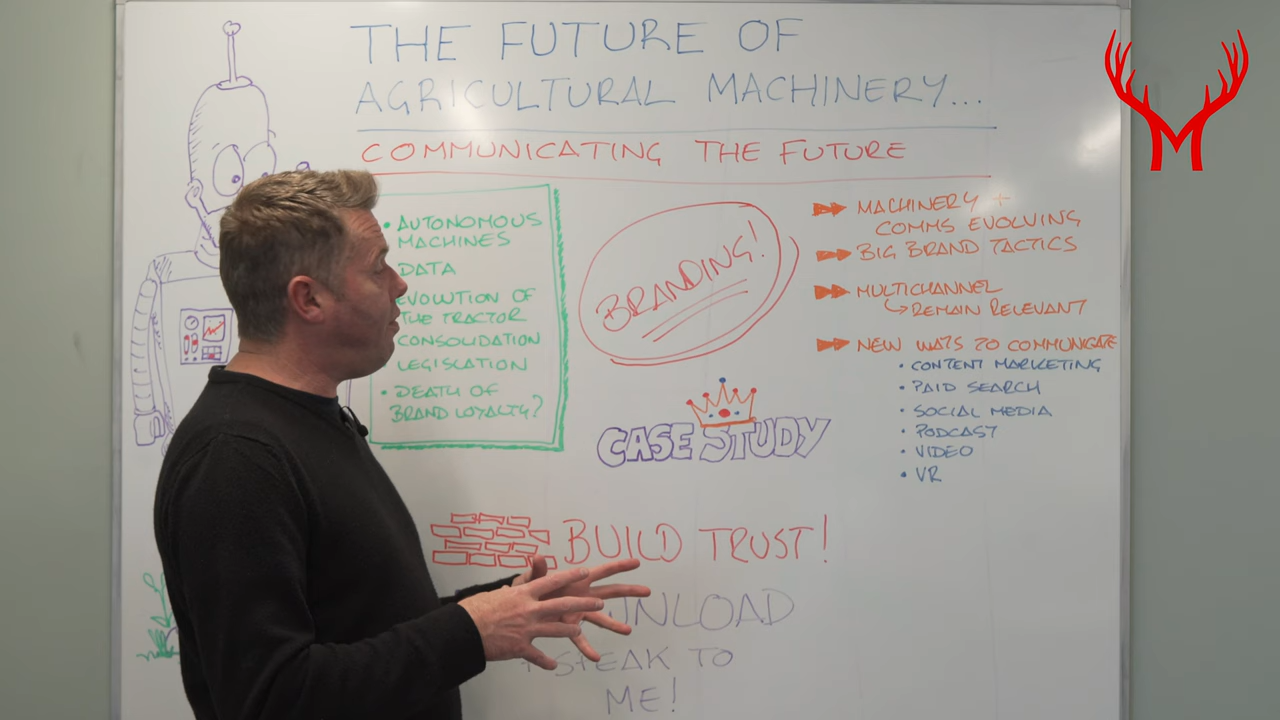 THE FUTURE OF
AGRICULTURAL MACHINERY...
COMMUNICATING THE FUTURE
• AUTONOMOUS
MACHINES
DATA
EVOLUTION OF
THE TRACTOR
CONSOLIDATION
LEGISLATION
• DEATH OF
BRAND LOYALTY?
BRANDING!
CASE STUDY
MACHINERY +
COMMS EVOLVING
BIG BRAND TACTICS
MULTICHANNEL
REMAIN RELEVANT
NEW WAYS TO COMMUNICATE
• CONTENT MARKETING
• PAID SEARCH
• SOCIAL MEDIA
• PODCAST
• VIDEO
• VR
BUILD TRUST!
NLOAD
SPEAK TO
ME!
M